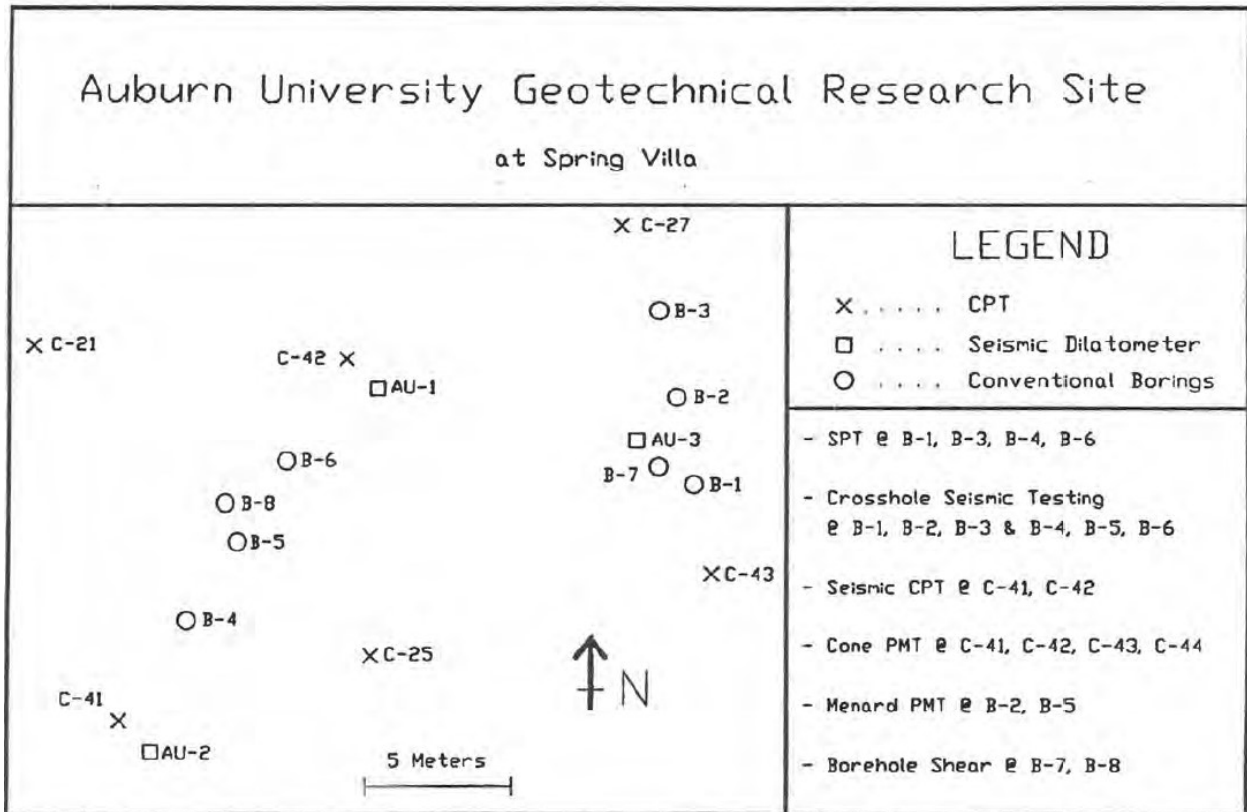 Auburn University Geotechnical Research Site
at Spring Villa
C-27
B-3
C-21
C-42
AU-1
B-2
AU-3
B-6
B-7
B-1
B-8
B-5
C-43
B-4
C-25
N
C-41
AU-2
5 Meters
LEGEND
X ..... CPT
□ .... Seismic Dilatometer
O .... Conventional Borings
- SPT @ B-1, B-3, B-4, B-6
- Crosshole Seismic Testing
@ B-1, B-2, B-3 & B-4, B-5, B-6
- Seismic CPT @ C-41, C-42
- Cone PMT @ C-41, C-42, C-43, C-44
- Menard PMT @ B-2, B-5
- Borehole Shear @ B-7, B-8